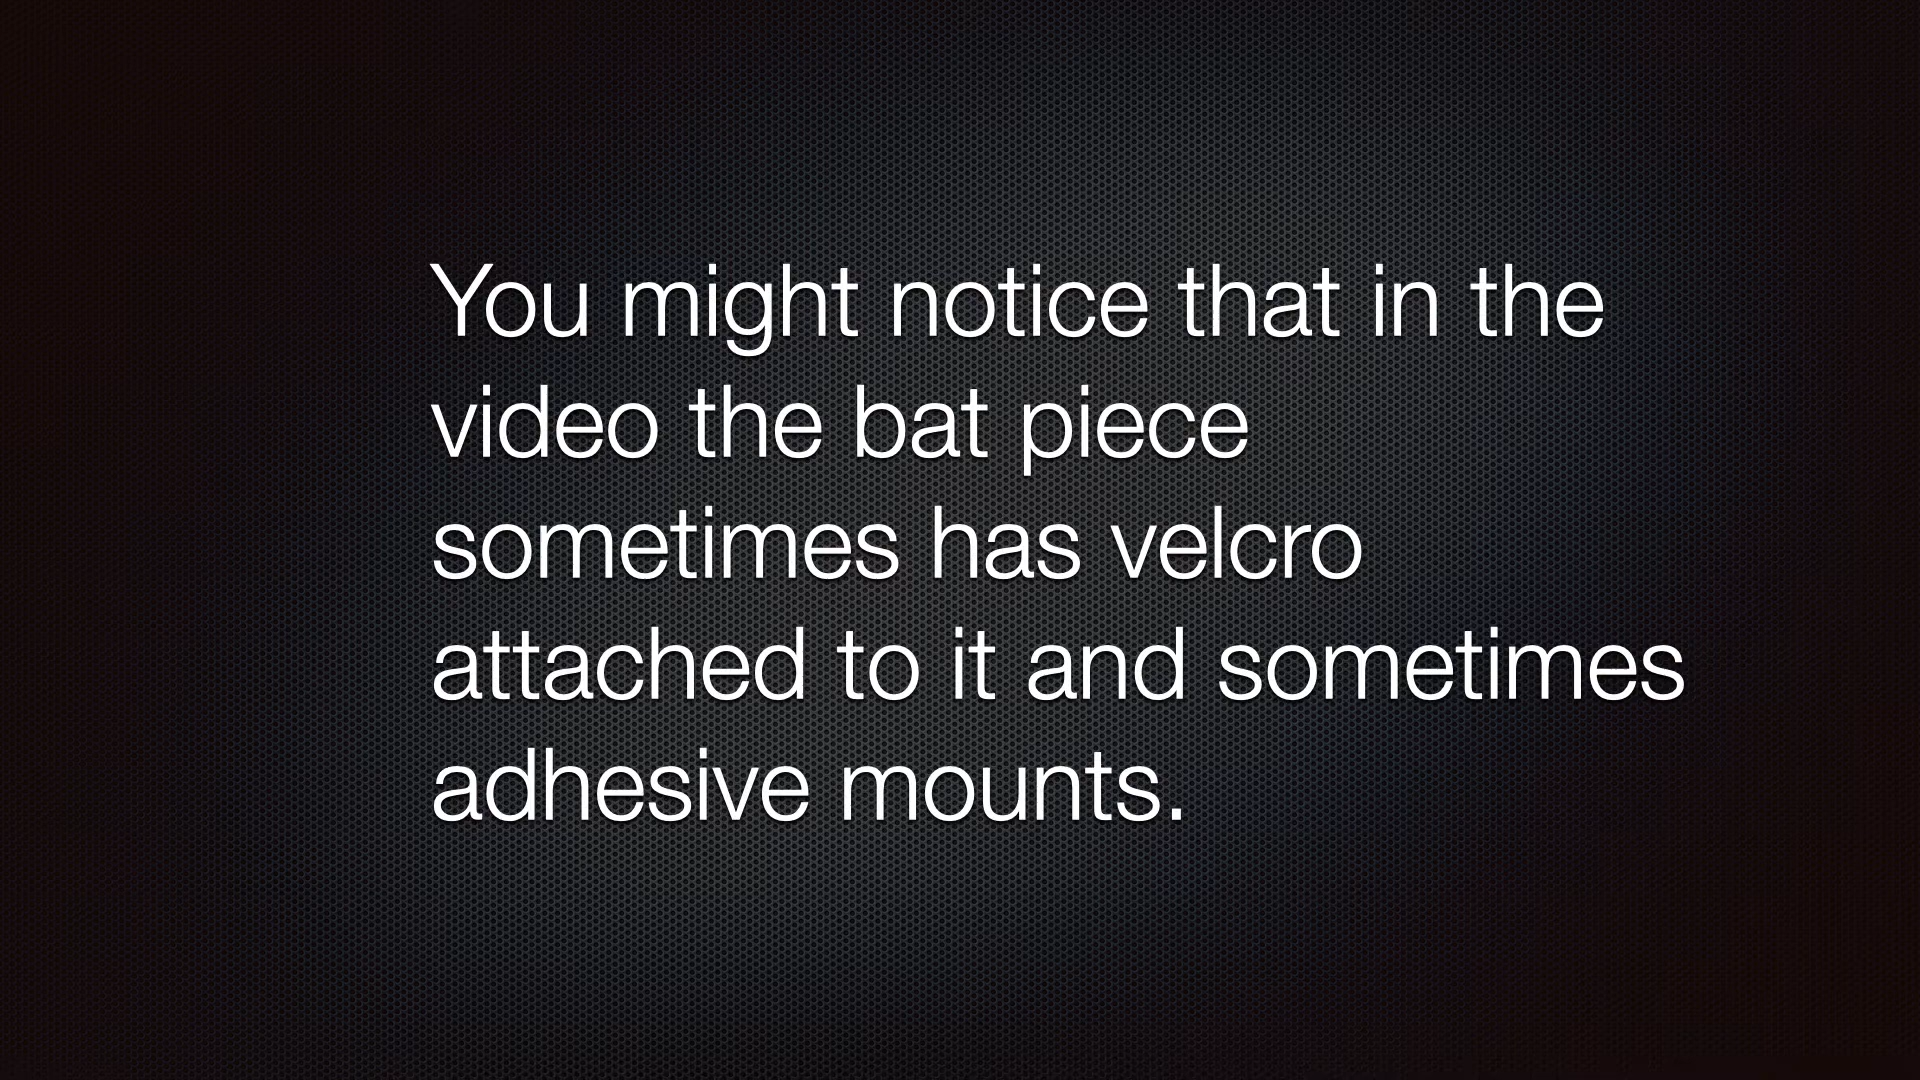 You might notice that in the
video the bat piece
sometimes has velcro
attached to it and sometimes
adhesive mounts.